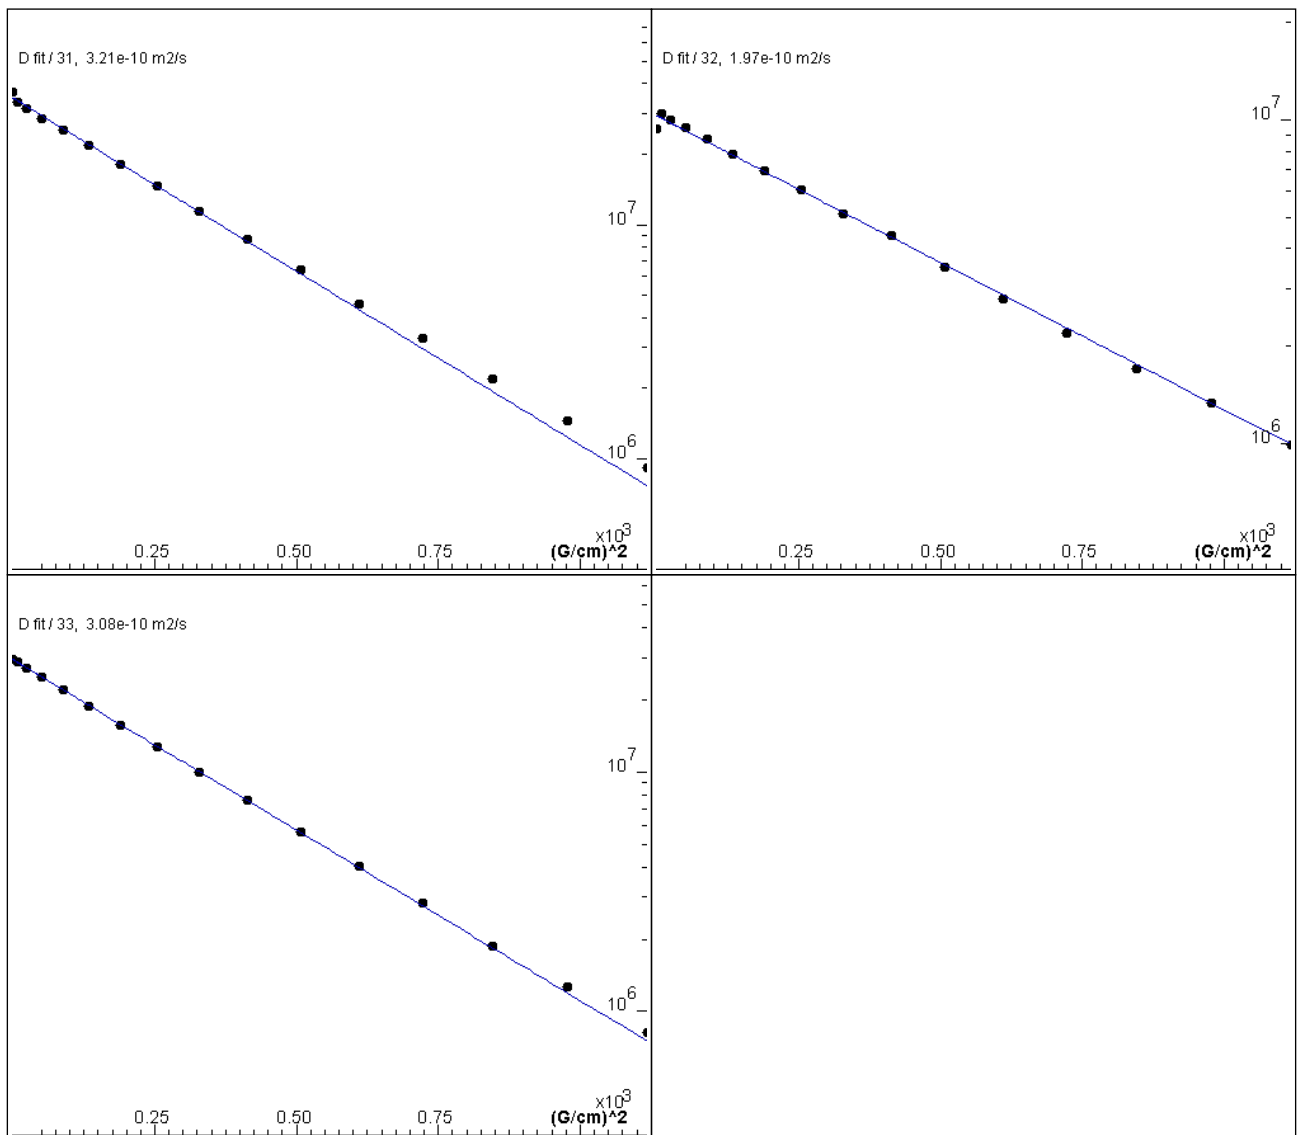 D fit / 31, 3.21e-10 m2/s
10^7
10^6
x10^3
0.25 0.50 0.75 (G/cm)^2
D fit / 32, 1.97e-10 m2/s
10^7
10^6
x10^3
0.25 0.50 0.75 (G/cm)^2
D fit / 33, 3.08e-10 m2/s
10^7
10^6
x10^3
0.25 0.50 0.75 (G/cm)^2